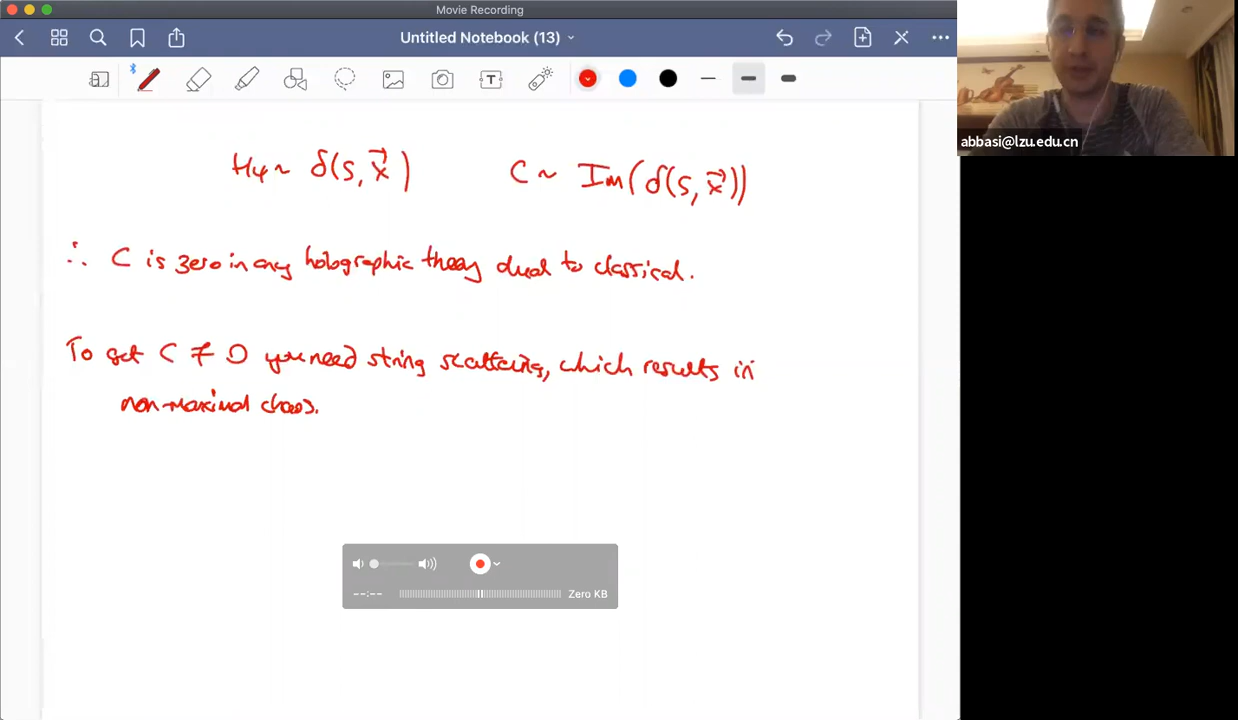 Movie Recording
Untitled Notebook (13)
abbasi@lzu.edu.cn
H4 ~ δ(S, x⃗) C ~ Im(δ(S, x⃗))
∴ C is zero in any holographic theory dual to classical.
To get C ≠ 0 you need string scattering, which results in
non-maximal chaos.
--:-- Zero KB